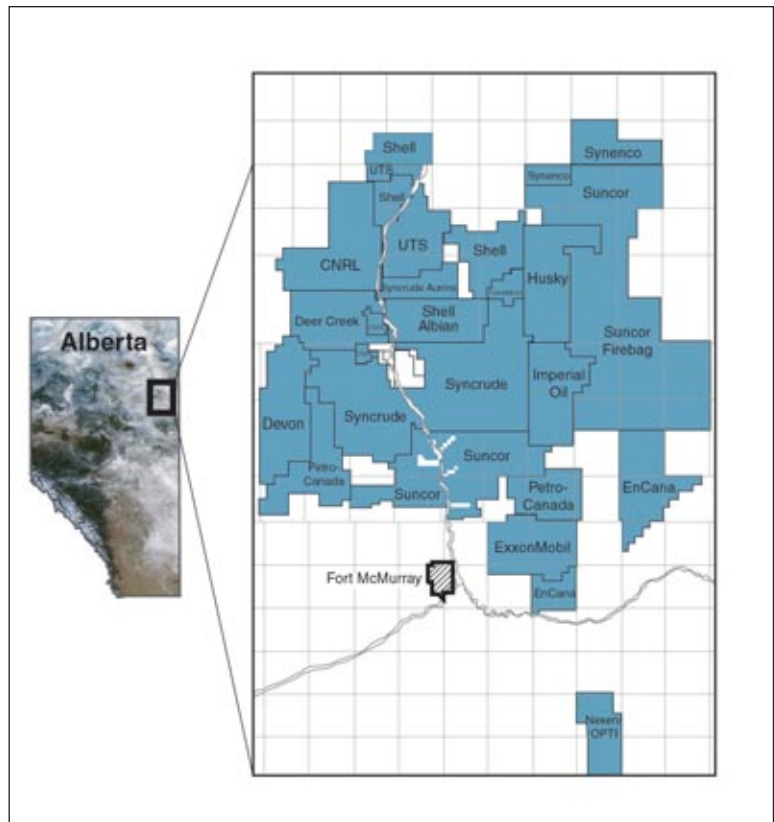 Alberta
Shell
UTS
Shell
Synenco
Synenco
Suncor
UTS
Shell
CNRL
Husky
Syncrude Aurora
Deer Creek
Shell
Albian
Suncor
Firebag
Syncrude
Imperial
Oil
Devon
Syncrude
Suncor
Petro-
Canada
Suncor
Petro-
Canada
EnCana
ExxonMobil
Fort McMurray
EnCana
Nexen/
OPTI